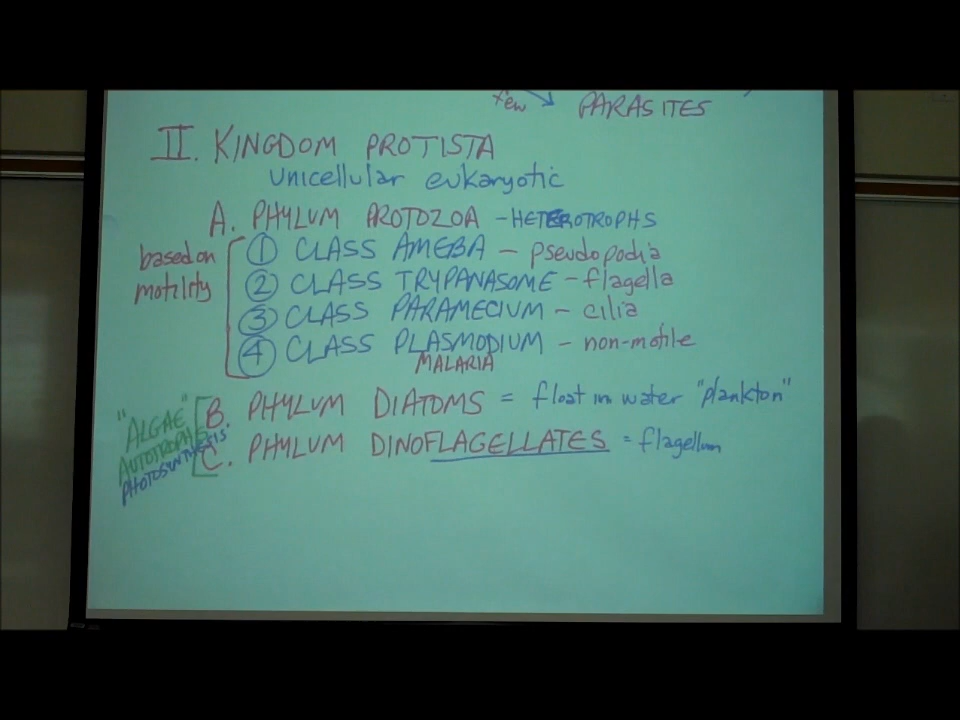 few PARASITES
II. KINGDOM PROTISTA
unicellular eukaryotic
A. PHYLUM PROTOZOA - HETEROTROPHS
based on motility
① CLASS AMEBA - pseudopodia
② CLASS TRYPANASOME - flagella
③ CLASS PARAMECIUM - cilia
④ CLASS PLASMODIUM - non-motile
MALARIA
"ALGAE"
AUTOTROPHS
PHOTOSYNTHESIS
B. PHYLUM DIATOMS = float in water "plankton"
C. PHYLUM DINOFLAGELLATES = flagellum